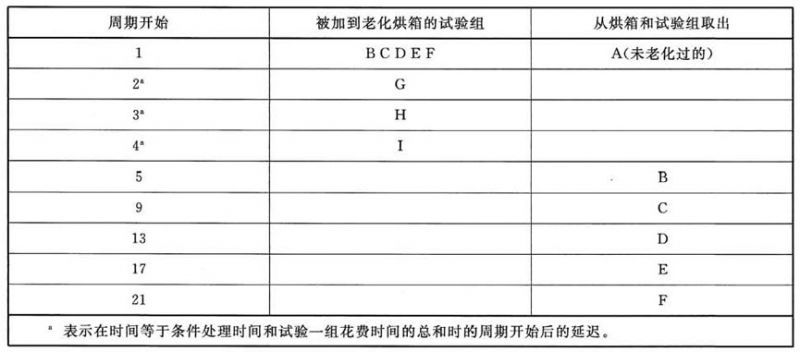 周期开始 被加到老化烘箱的试验组 从烘箱和试验组取出
1 B C D E F A(未老化过的)
2ᵃ G
3ᵃ H
4ᵃ I
5 B
9 C
13 D
17 E
21 F
ᵃ 表示在时间等于条件处理时间和试验一组花费时间的总和时的周期开始后的延迟。